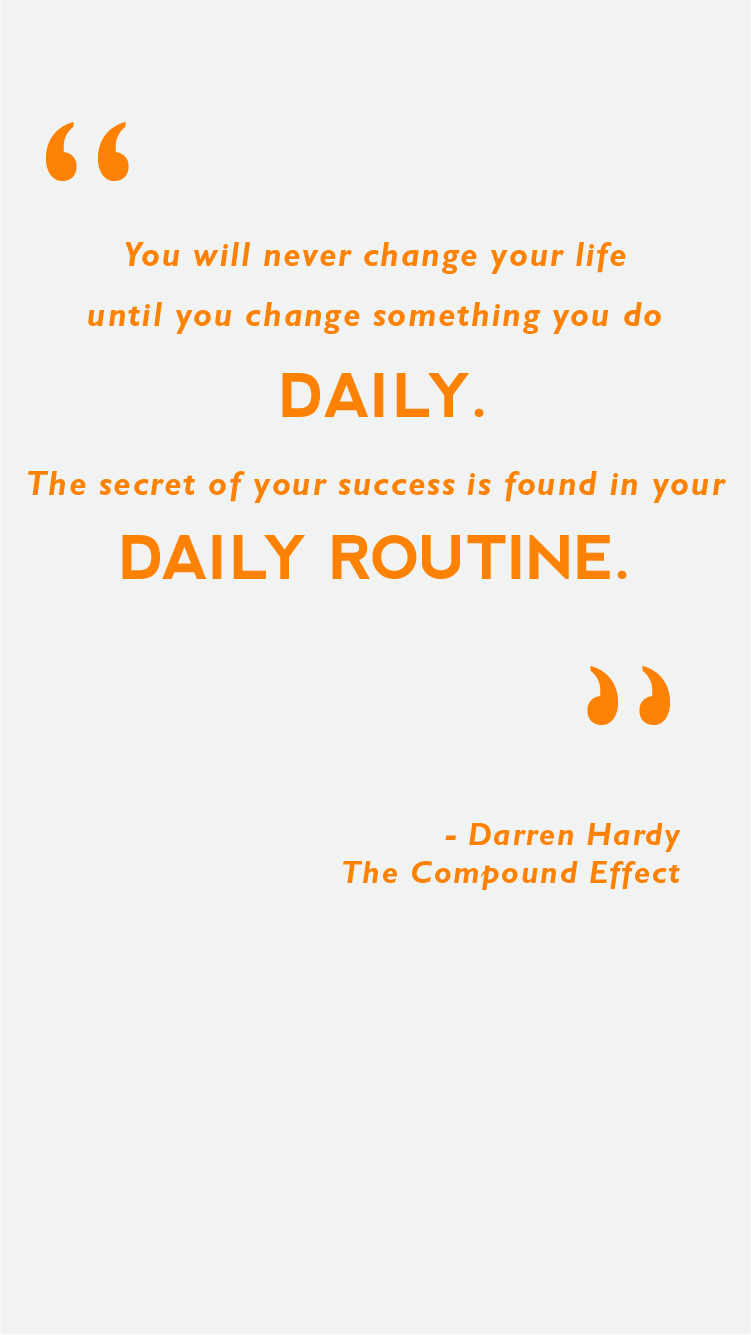 “
You will never change your life
until you change something you do
DAILY.
The secret of your success is found in your
DAILY ROUTINE.
”
- Darren Hardy
The Compound Effect